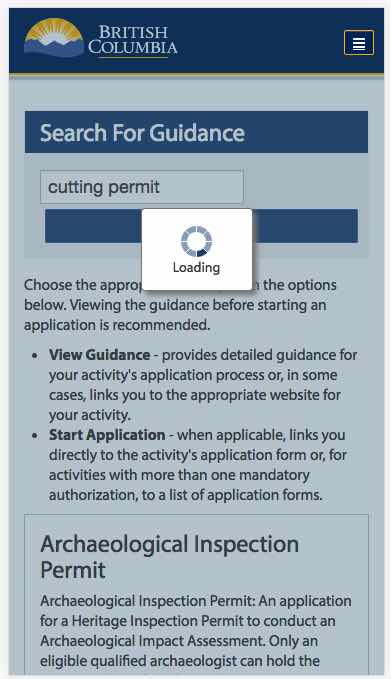 BRITISH
COLUMBIA
Search For Guidance
cutting permit
Loading
Choose the approp
n the options
below. Viewing the guidance before starting an
application is recommended.
• View Guidance - provides detailed guidance for
your activity's application process or, in some
cases, links you to the appropriate website for
your activity.
• Start Application - when applicable, links you
directly to the activity's application form or, for
activities with more than one mandatory
authorization, to a list of application forms.
Archaeological Inspection
Permit
Archaeological Inspection Permit: An application
for a Heritage Inspection Permit to conduct an
Archaeological Impact Assessment. Only an
eligible qualified archaeologist can hold the